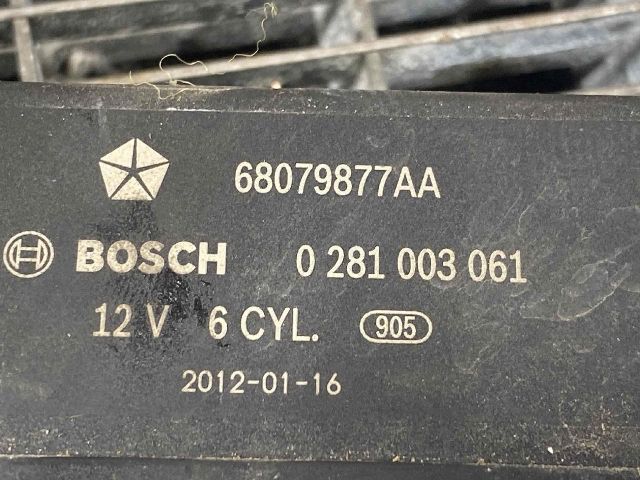 68079877AA
BOSCH 0 281 003 061
12 V 6 CYL. 905
2012-01-16